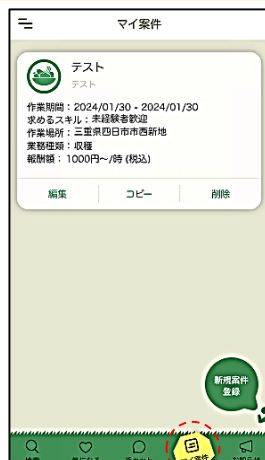 マイ案件
テスト
テスト
作業期間：2024/01/30 - 2024/01/30
求めるスキル：未経験者歓迎
作業場所：三重県四日市市西新地
業務種類：収穫
報酬額： 1000円～/時 (税込)
編集 コピー 削除
新規案件
登録